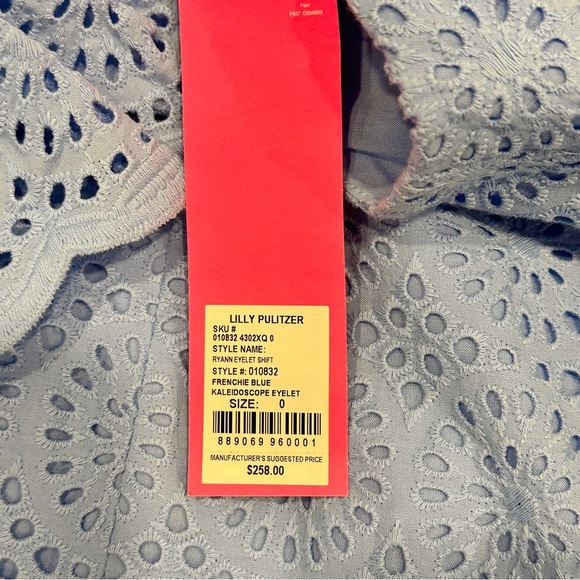 LILLY PULITZER
SKU #
010832 4302XQ 0
STYLE NAME:
RYANN EYELET SHIFT
STYLE #: 010832
FRENCHIE BLUE
KALEIDOSCOPE EYELET
SIZE: 0
889069 960001
MANUFACTURER'S SUGGESTED PRICE
$258.00